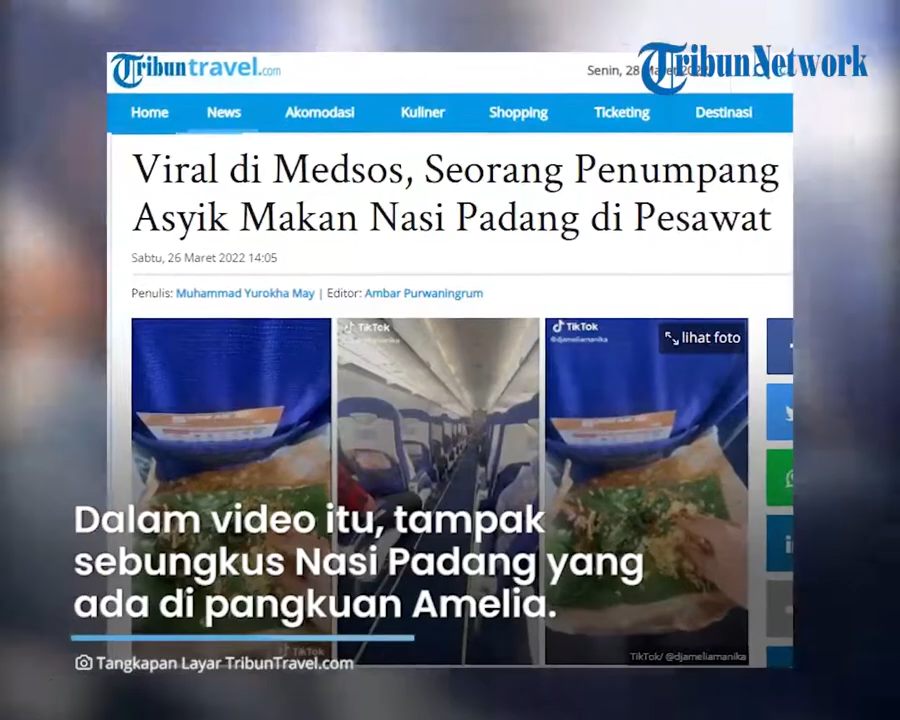 Tribuntravel.com
Senin, 28
TribunNetwork
Home News Akomodasi Kuliner Shopping Ticketing Destinasi
Viral di Medsos, Seorang Penumpang
Asyik Makan Nasi Padang di Pesawat
Sabtu, 26 Maret 2022 14:05
Penulis: Muhammad Yurokha May | Editor: Ambar Purwaningrum
TikTok
TikTok
@djameliamanika
lihat foto
Dalam video itu, tampak
sebungkus Nasi Padang yang
ada di pangkuan Amelia.
TikTok
TikTok/ @djameliamanika
Tangkapan Layar TribunTravel.com